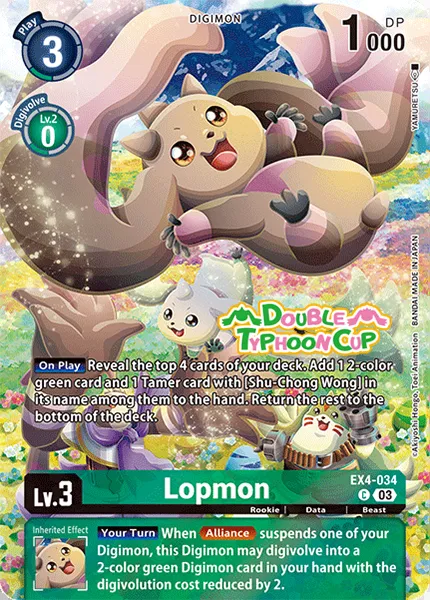 Play
3
DIGIMON
1000
DP
Digivolve
Lv.2
0
YAMURETSU
DOUBLE
TYPHOON CUP
On Play Reveal the top 4 cards of your deck. Add 1 2-color
green card and 1 Tamer card with [Shu-Chong Wong] in
its name among them to the hand. Return the rest to the
bottom of the deck.
©Akiyoshi Hongo, Toei Animation BANDAI MADE IN JAPAN
Lv.3
Lopmon
EX4-034
C 03
Rookie | Data | Beast
Inherited Effect
Your Turn When Alliance suspends one of your
Digimon, this Digimon may digivolve into a
2-color green Digimon card in your hand with the
digivolution cost reduced by 2.